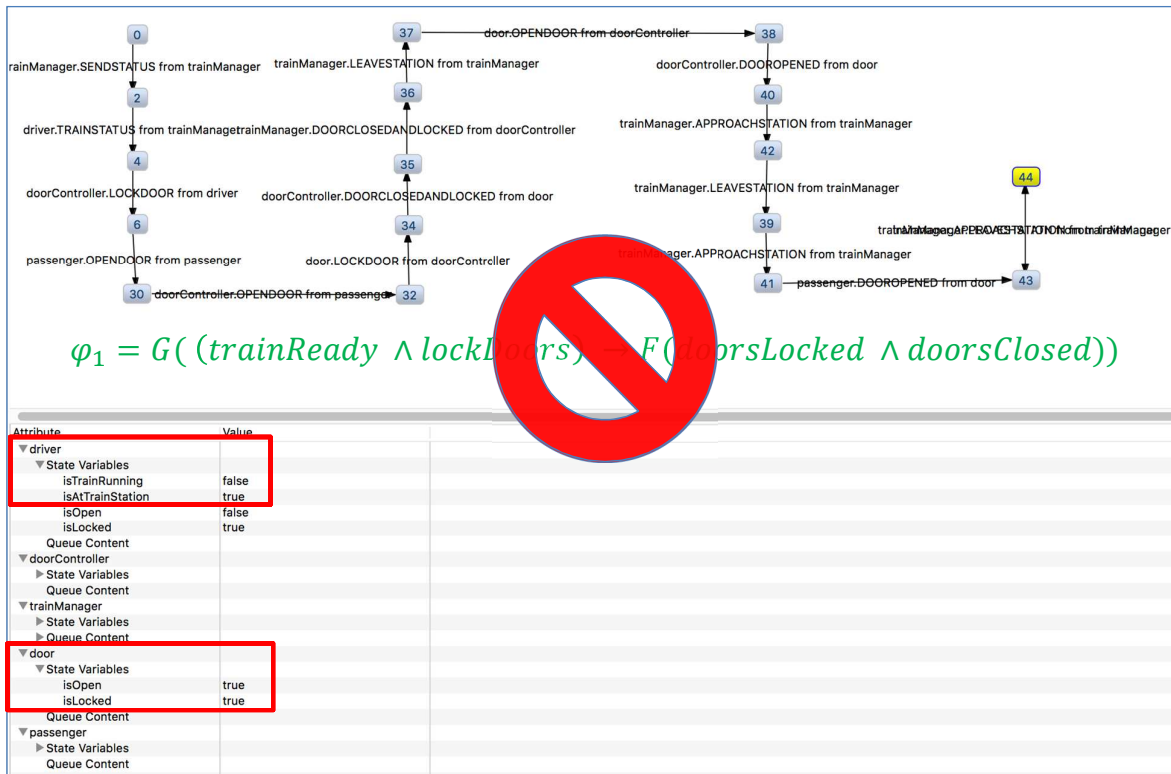 0
rainManager.SENDSTATUS from trainManager
2
driver.TRAINSTATUS from trainManager
4
doorController.LOCKDOOR from driver
6
passenger.OPENDOOR from passenger
30
doorController.OPENDOOR from passenger
32
door.LOCKDOOR from doorController
34
doorController.DOORCLOSEDANDLOCKED from door
35
trainManager.DOORCLOSEDANDLOCKED from doorController
36
trainManager.LEAVESTATION from trainManager
37
door.OPENDOOR from doorController
38
doorController.DOOROPENED from door
40
trainManager.APPROACHSTATION from trainManager
42
trainManager.LEAVESTATION from trainManager
39
Manager.APPROACHSTATION from trainManager
41
passenger.DOOROPENED from door
43
44
φ₁ = G( (trainReady ∧ lockDoors) → F(doorsLocked ∧ doorsClosed))
Attribute Value
driver
State Variables
isTrainRunning false
isAtTrainStation true
isOpen false
isLocked true
Queue Content
doorController
State Variables
Queue Content
trainManager
State Variables
Queue Content
door
State Variables
isOpen true
isLocked true
Queue Content
passenger
State Variables
Queue Content